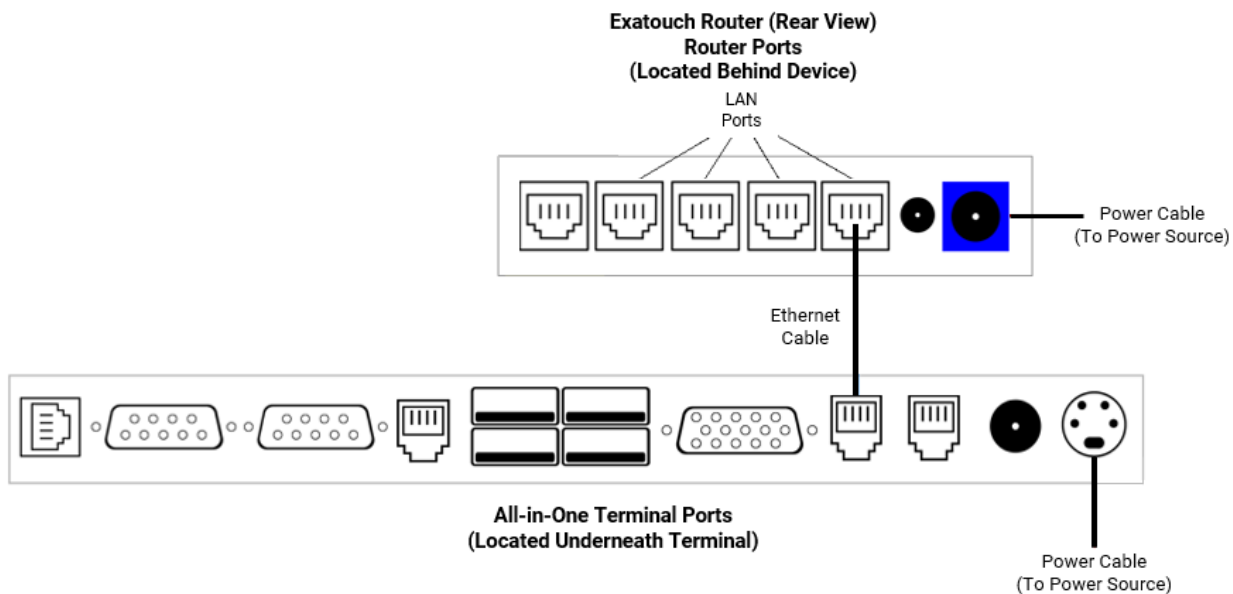 Exatouch Router (Rear View)
Router Ports
(Located Behind Device)
LAN
Ports
Power Cable
(To Power Source)
Ethernet
Cable
All-in-One Terminal Ports
(Located Underneath Terminal)
Power Cable
(To Power Source)